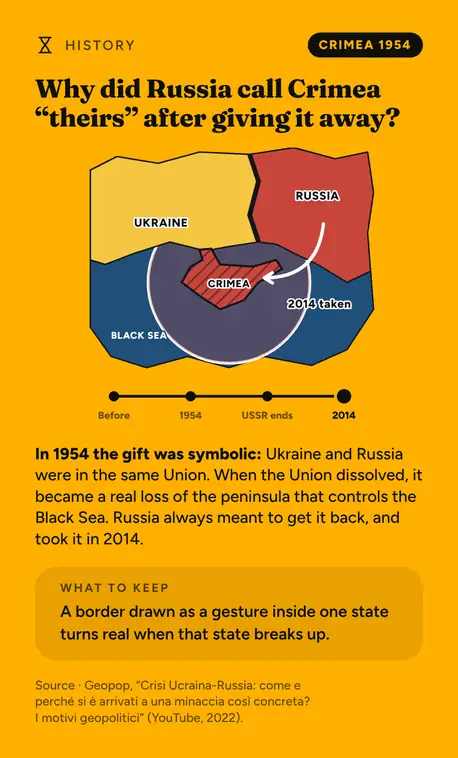 HISTORY
CRIMEA 1954
Why did Russia call Crimea
“theirs” after giving it away?
RUSSIA
UKRAINE
CRIMEA
2014 taken
BLACK SEA
Before
1954
USSR ends
2014
In 1954 the gift was symbolic: Ukraine and Russia
were in the same Union. When the Union dissolved, it
became a real loss of the peninsula that controls the
Black Sea. Russia always meant to get it back, and
took it in 2014.
WHAT TO KEEP
A border drawn as a gesture inside one state
turns real when that state breaks up.
Source · Geopop, “Crisi Ucraina-Russia: come e
perché si è arrivati a una minaccia così concreta?
I motivi geopolitici” (YouTube, 2022).